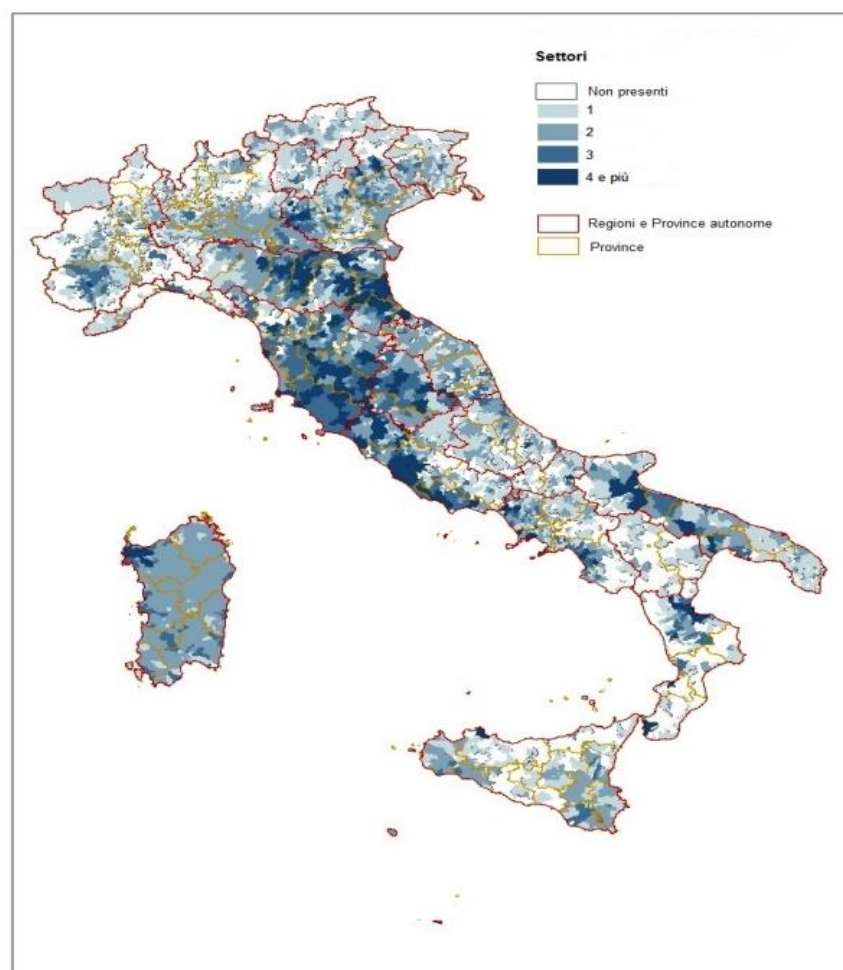 Settori
Non presenti
1
2
3
4 e più
Regioni e Province autonome
Province